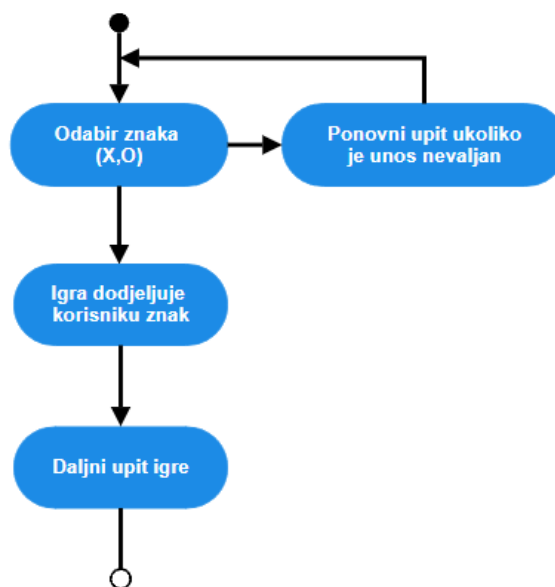 Odabir znaka
(X,O)
Ponovni upit ukoliko
je unos nevaljan
Igra dodjeljuje
korisniku znak
Daljni upit igre